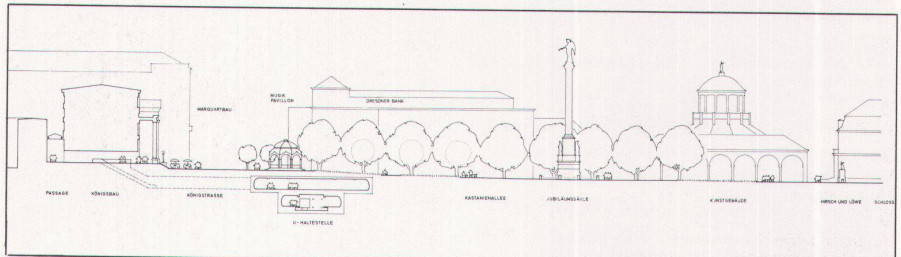 MUSIK
PAVILLON
DRESDNER BANK
MARQUARTBAU
PASSAGE
KÖNIGSBAU
KÖNIGSTRASSE
U-HALTESTELLE
KASTANIENALLEE
JUBILÄUMSSÄULE
KUNSTGEBÄUDE
HIRSCH UND LÖWE
SCHLOSS